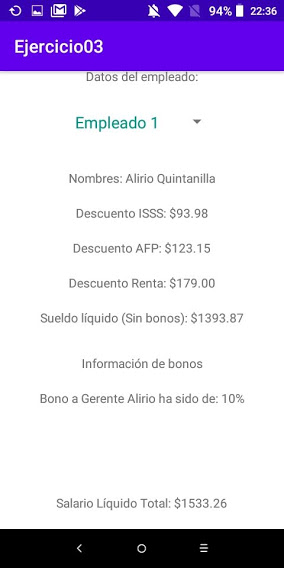 94% 22:36
Ejercicio03
Datos del empleado:
Empleado 1
Nombres: Alirio Quintanilla
Descuento ISSS: $93.98
Descuento AFP: $123.15
Descuento Renta: $179.00
Sueldo líquido (Sin bonos): $1393.87
Información de bonos
Bono a Gerente Alirio ha sido de: 10%
Salario Líquido Total: $1533.26